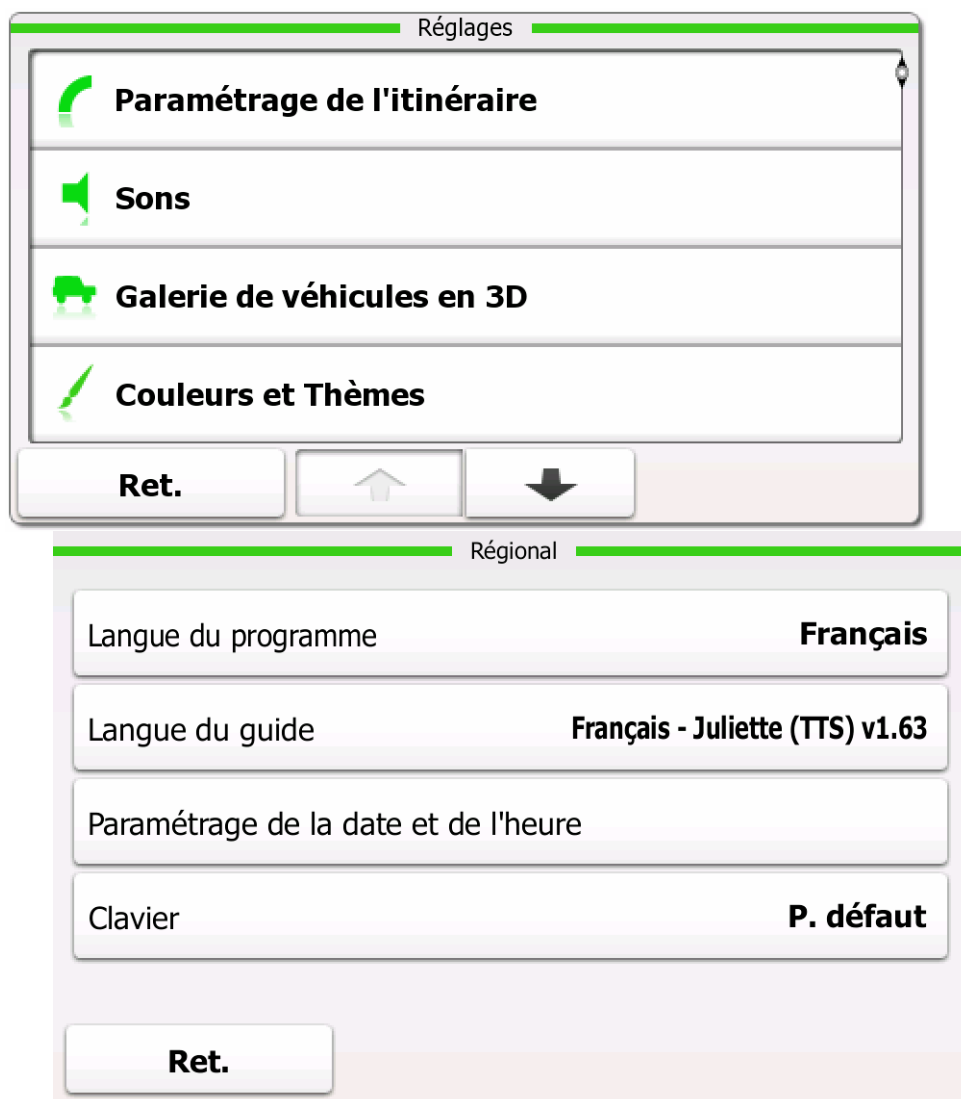 Réglages
Paramétrage de l'itinéraire
Sons
Galerie de véhicules en 3D
Couleurs et Thèmes
Ret.
Régional
Langue du programme Français
Langue du guide Français - Juliette (TTS) v1.63
Paramétrage de la date et de l'heure
Clavier P. défaut
Ret.